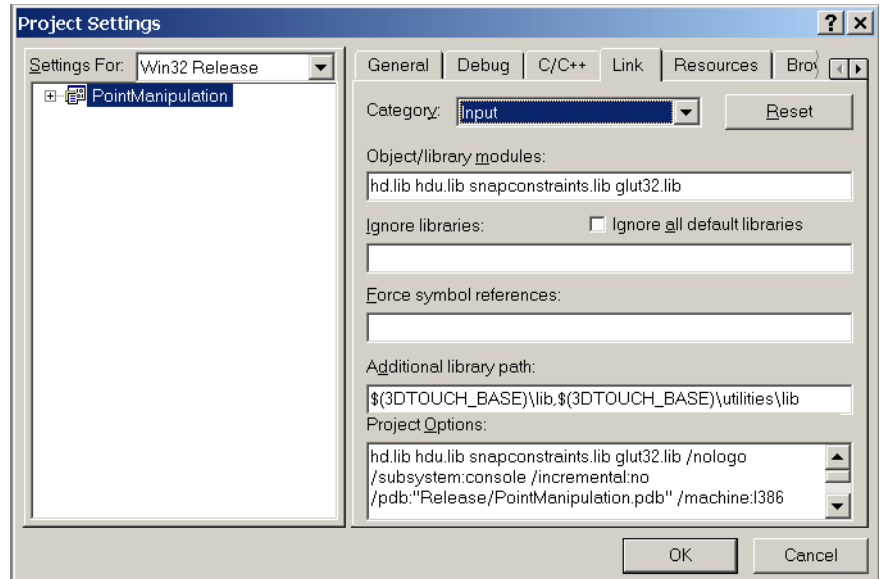 Project Settings
Settings For: Win32 Release
PointManipulation
General Debug C/C++ Link Resources Brow
Category: Input Reset
Object/library modules:
hd.lib hdu.lib snapconstraints.lib glut32.lib
Ignore libraries: Ignore all default libraries
Force symbol references:
Additional library path:
$(3DTOUCH_BASE)\lib,$(3DTOUCH_BASE)\utilities\lib
Project Options:
hd.lib hdu.lib snapconstraints.lib glut32.lib /nologo
/subsystem:console /incremental:no
/pdb:"Release/PointManipulation.pdb" /machine:I386
OK Cancel